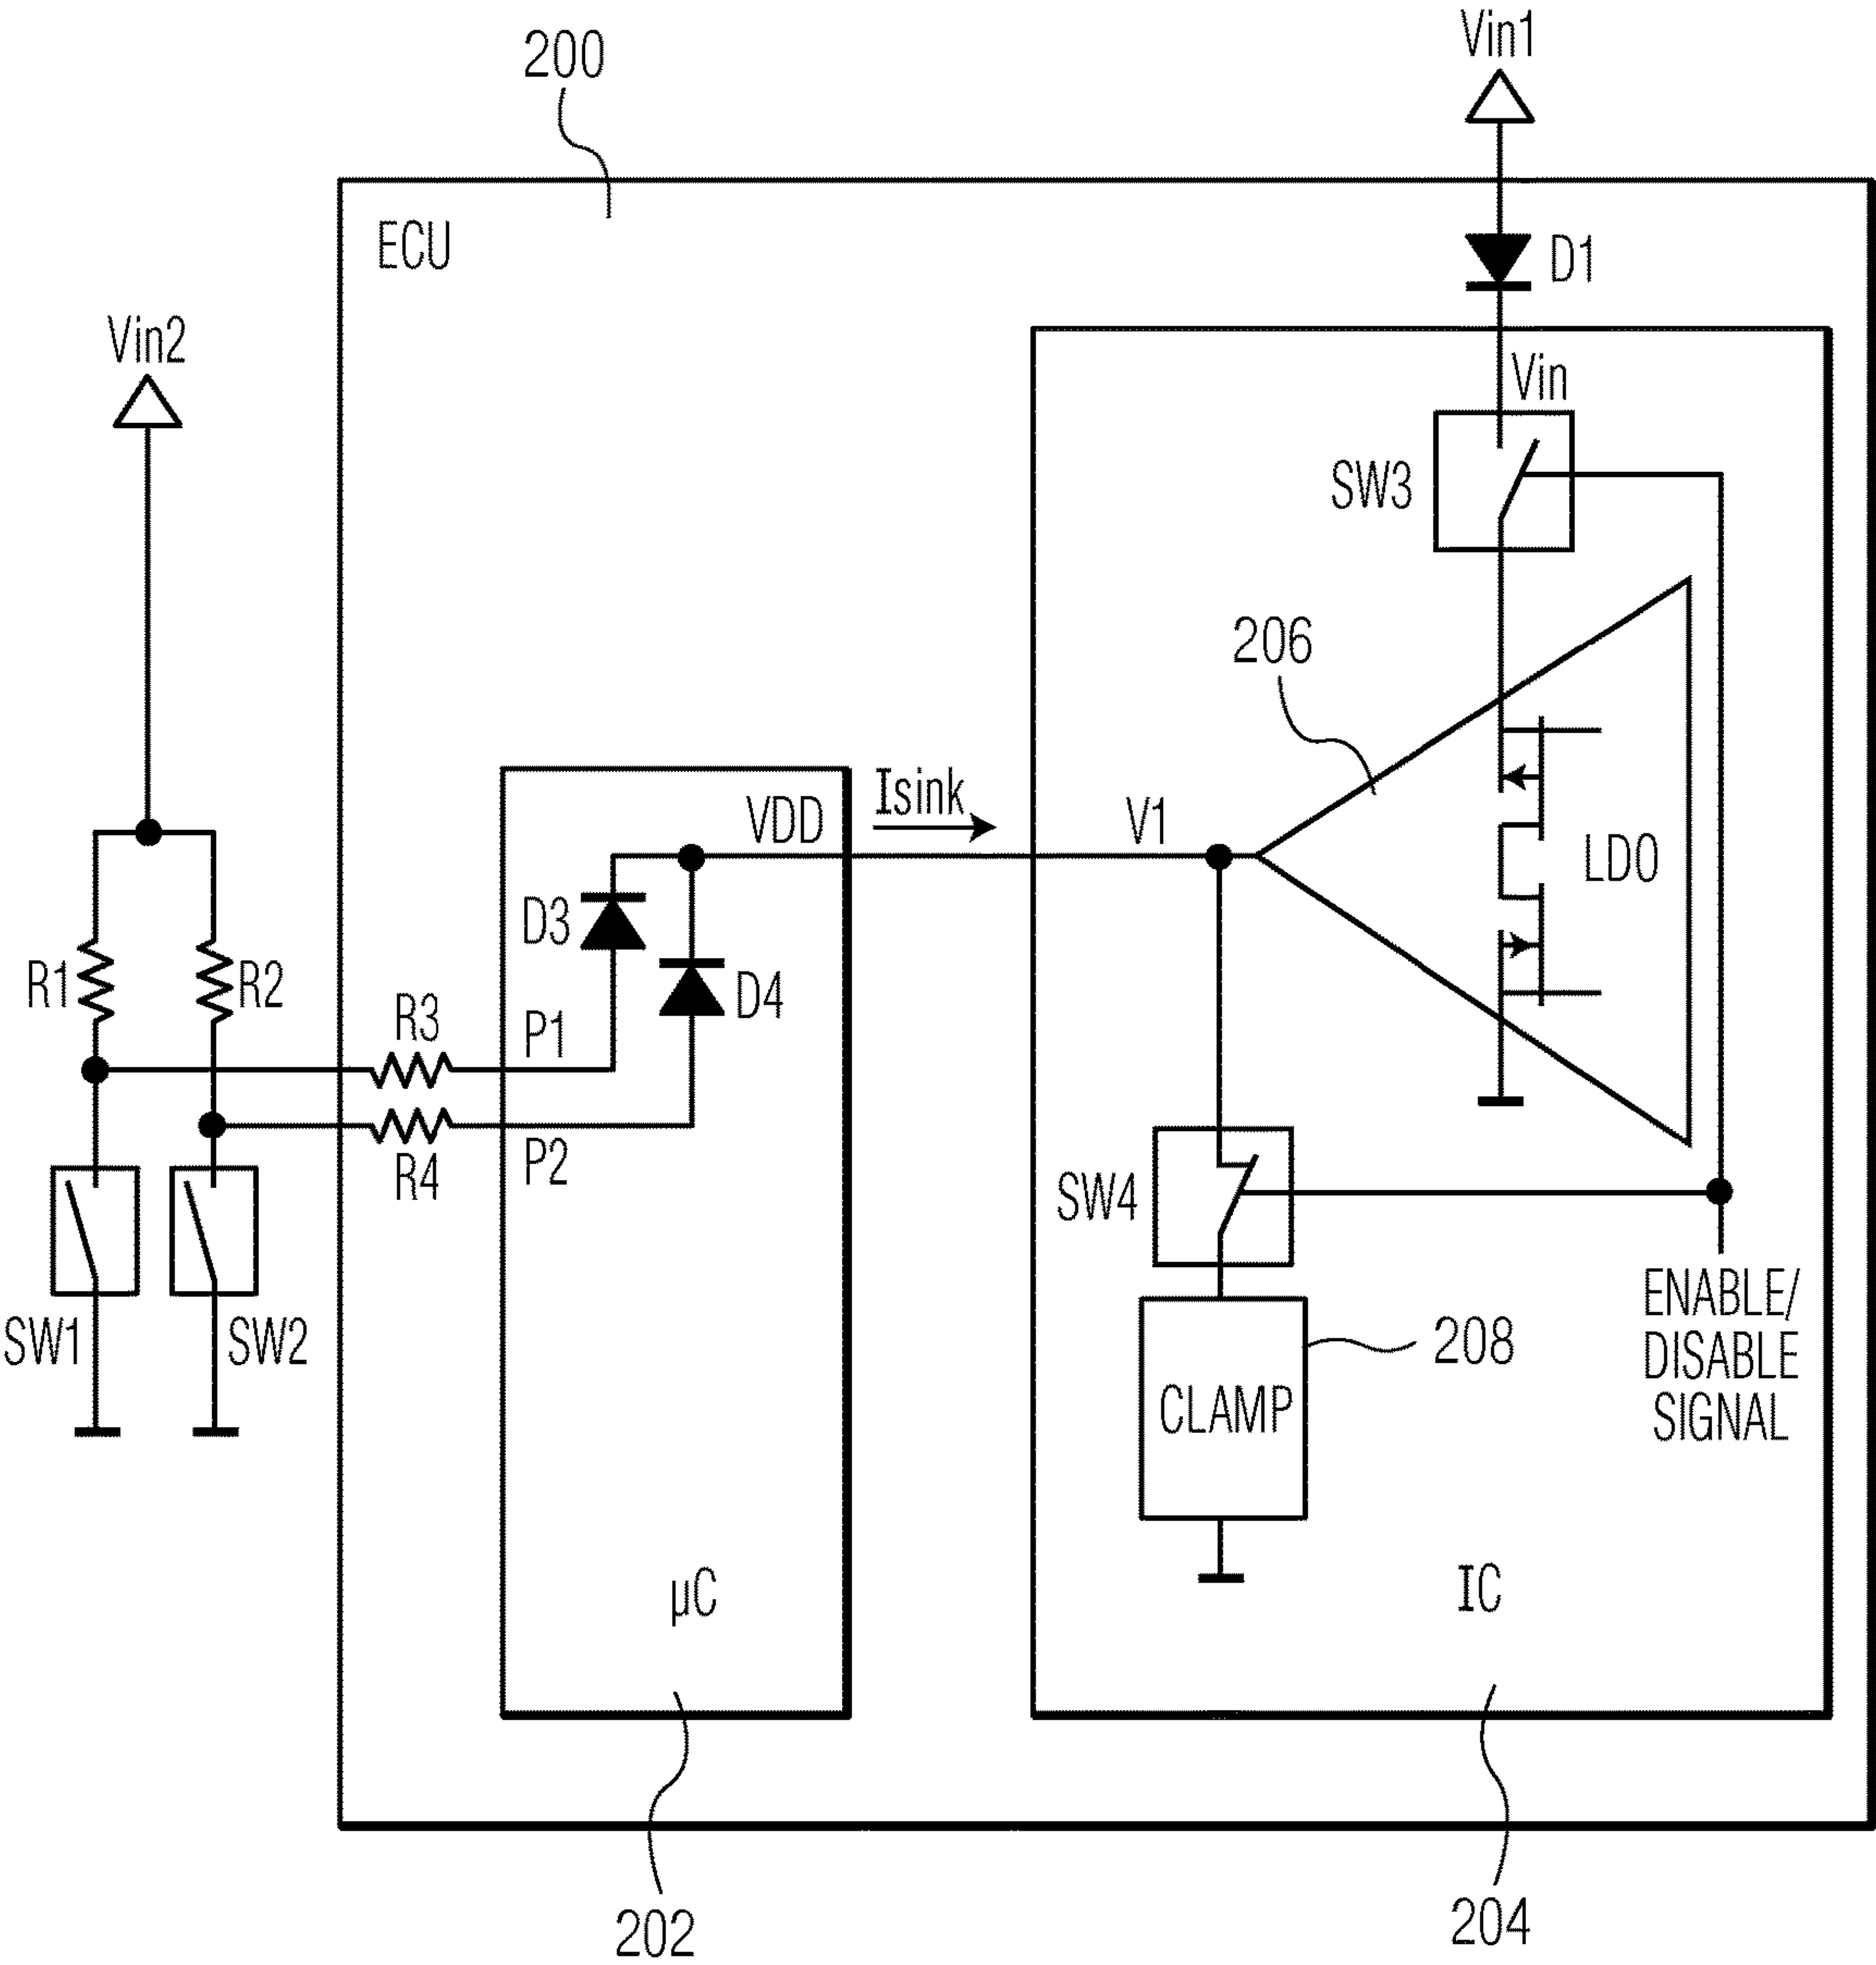 200
Vin1
ECU
D1
Vin2
Vin
SW3
206
VDD
Isink
V1
LDO
D3
D4
R1
R2
R3
P1
R4
P2
SW4
SW1
SW2
ENABLE/
DISABLE
SIGNAL
208
CLAMP
µC
IC
202
204